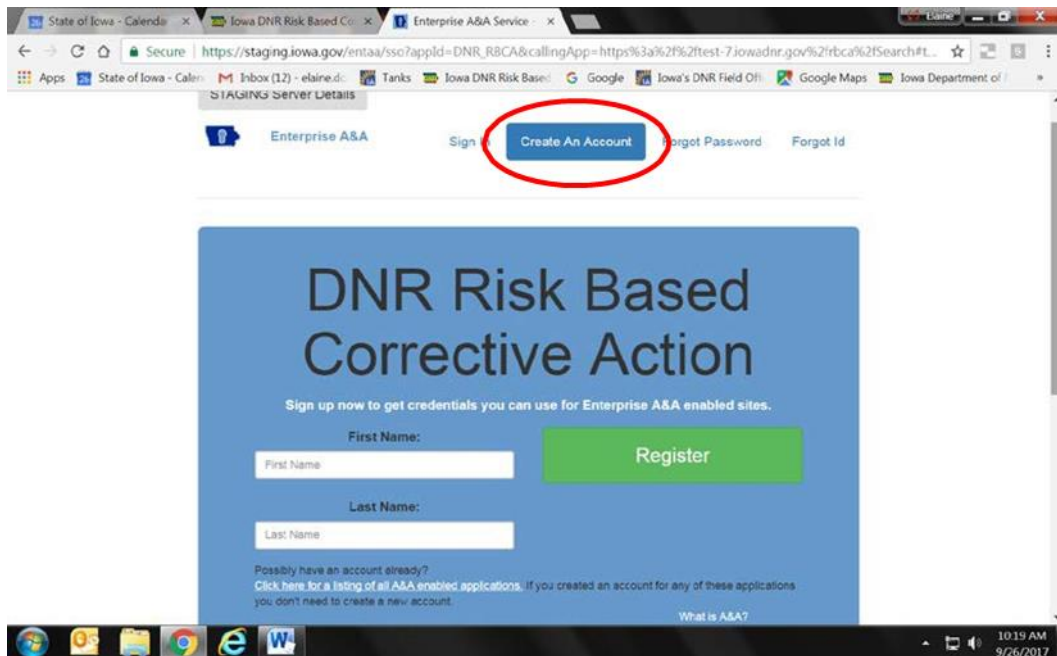 State of Iowa - Calenda
Iowa DNR Risk Based Co
Enterprise A&A Service -
Elaine
Secure
https://staging.iowa.gov/entaa/sso?appId=DNR_RBCA&callingApp=https%3a%2f%2ftest-7.iowadnr.gov%2frbca%2fSearch#t...
Apps
State of Iowa - Calen
Inbox (12) - elaine.dc
Tanks
Iowa DNR Risk Based
Google
Iowa's DNR Field Offi
Google Maps
Iowa Department of
STAGING Server Details
Enterprise A&A
Sign In
Create An Account
Forgot Password
Forgot Id
DNR Risk Based
Corrective Action
Sign up now to get credentials you can use for Enterprise A&A enabled sites.
First Name:
First Name
Register
Last Name:
Last Name
Possibly have an account already?
Click here for a listing of all A&A enabled applications. If you created an account for any of these applications
you don't need to create a new account.
What is A&A?
10:19 AM
9/26/2017